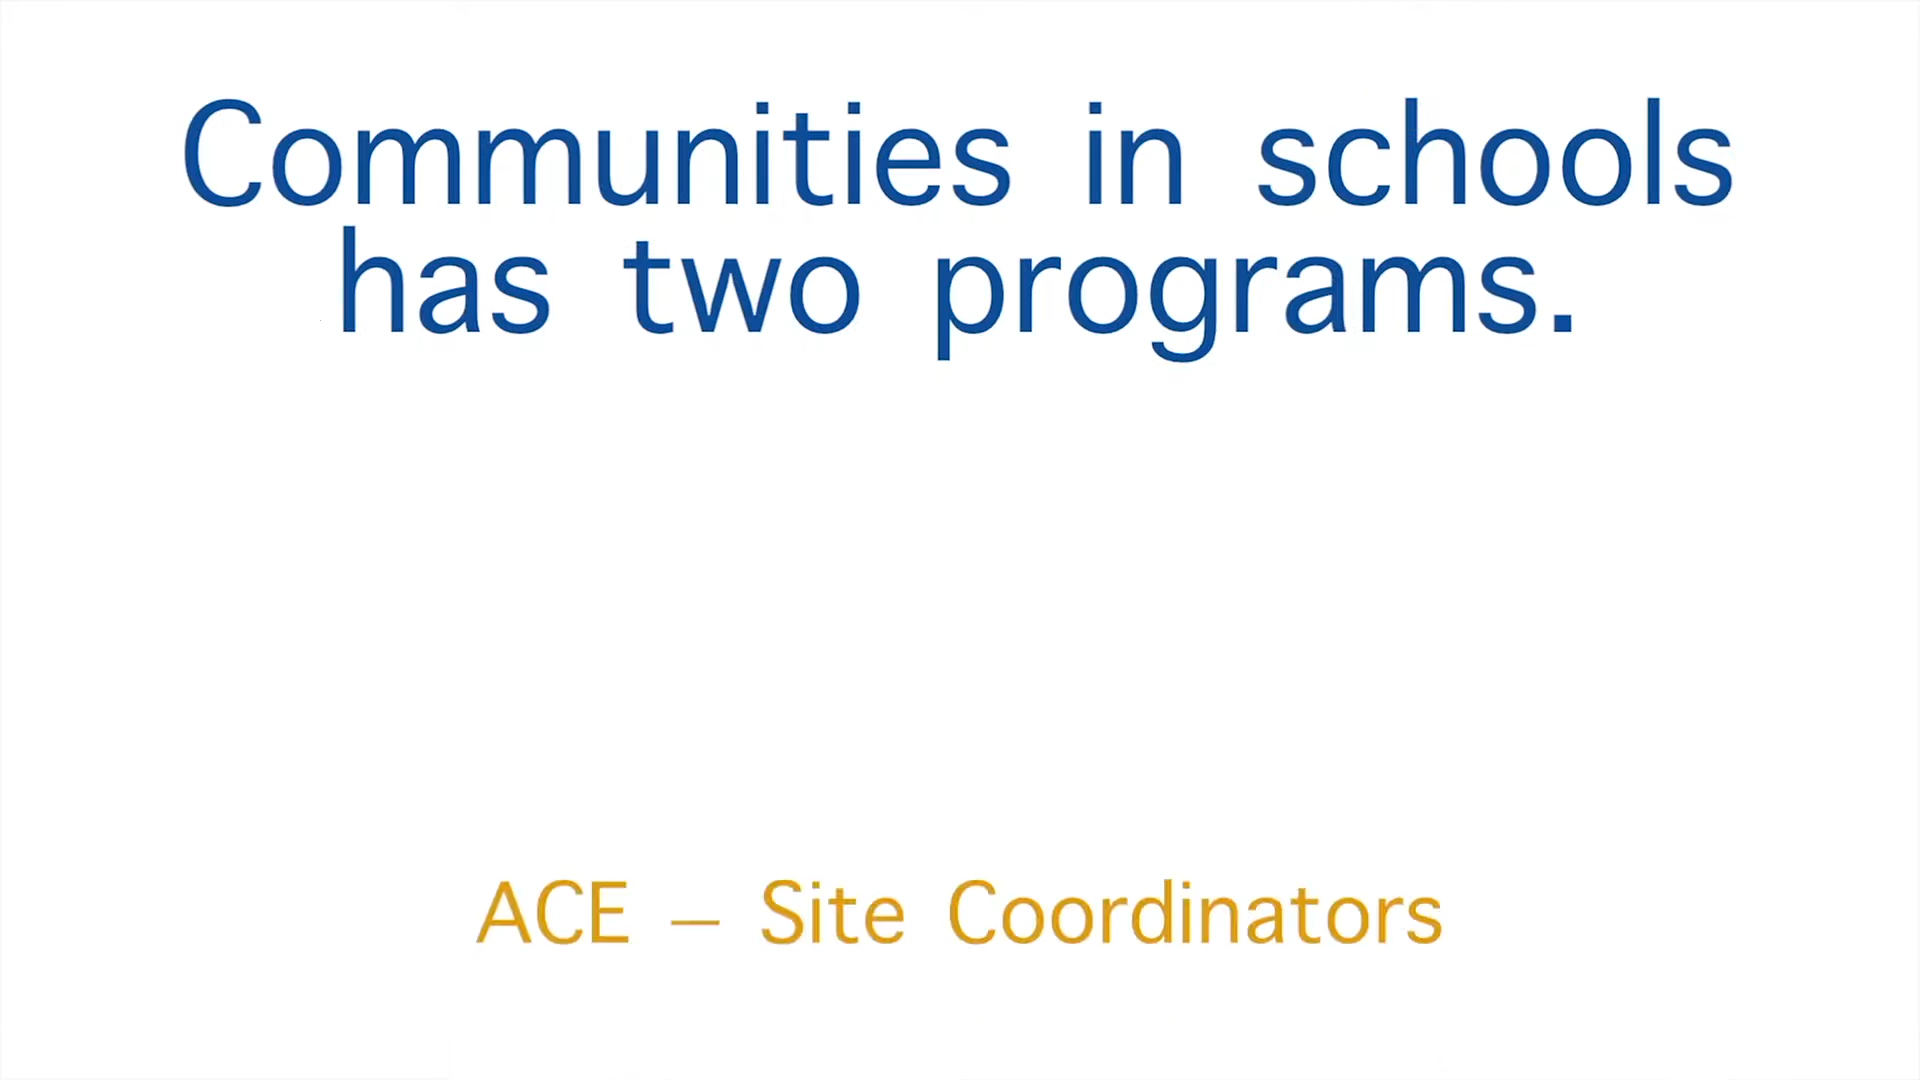 Communities in schools
has two programs.
ACE – Site Coordinators